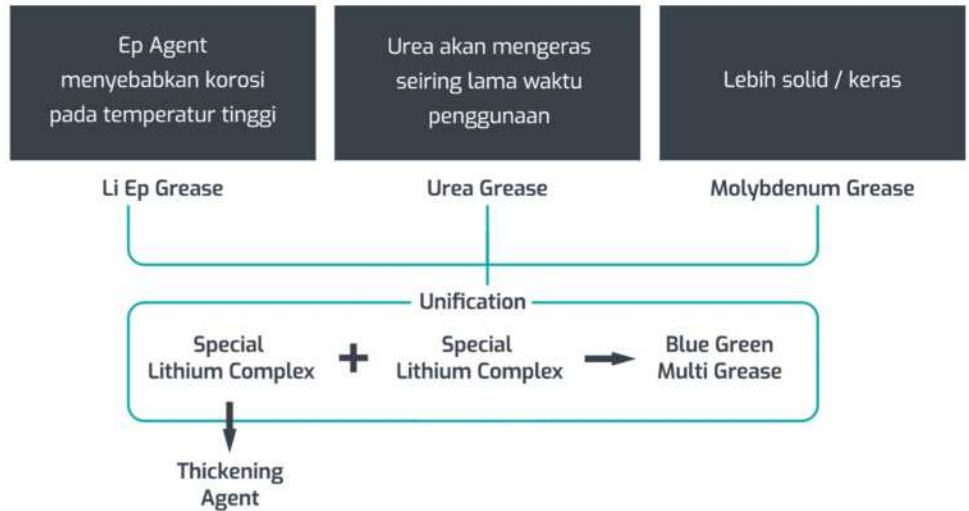 Ep Agent
menyebabkan korosi
pada temperatur tinggi
Urea akan mengeras
seiring lama waktu
penggunaan
Lebih solid / keras
Li Ep Grease
Urea Grease
Molybdenum Grease
Unification
Special
Lithium Complex
+
Special
Lithium Complex
Blue Green
Multi Grease
Thickening
Agent